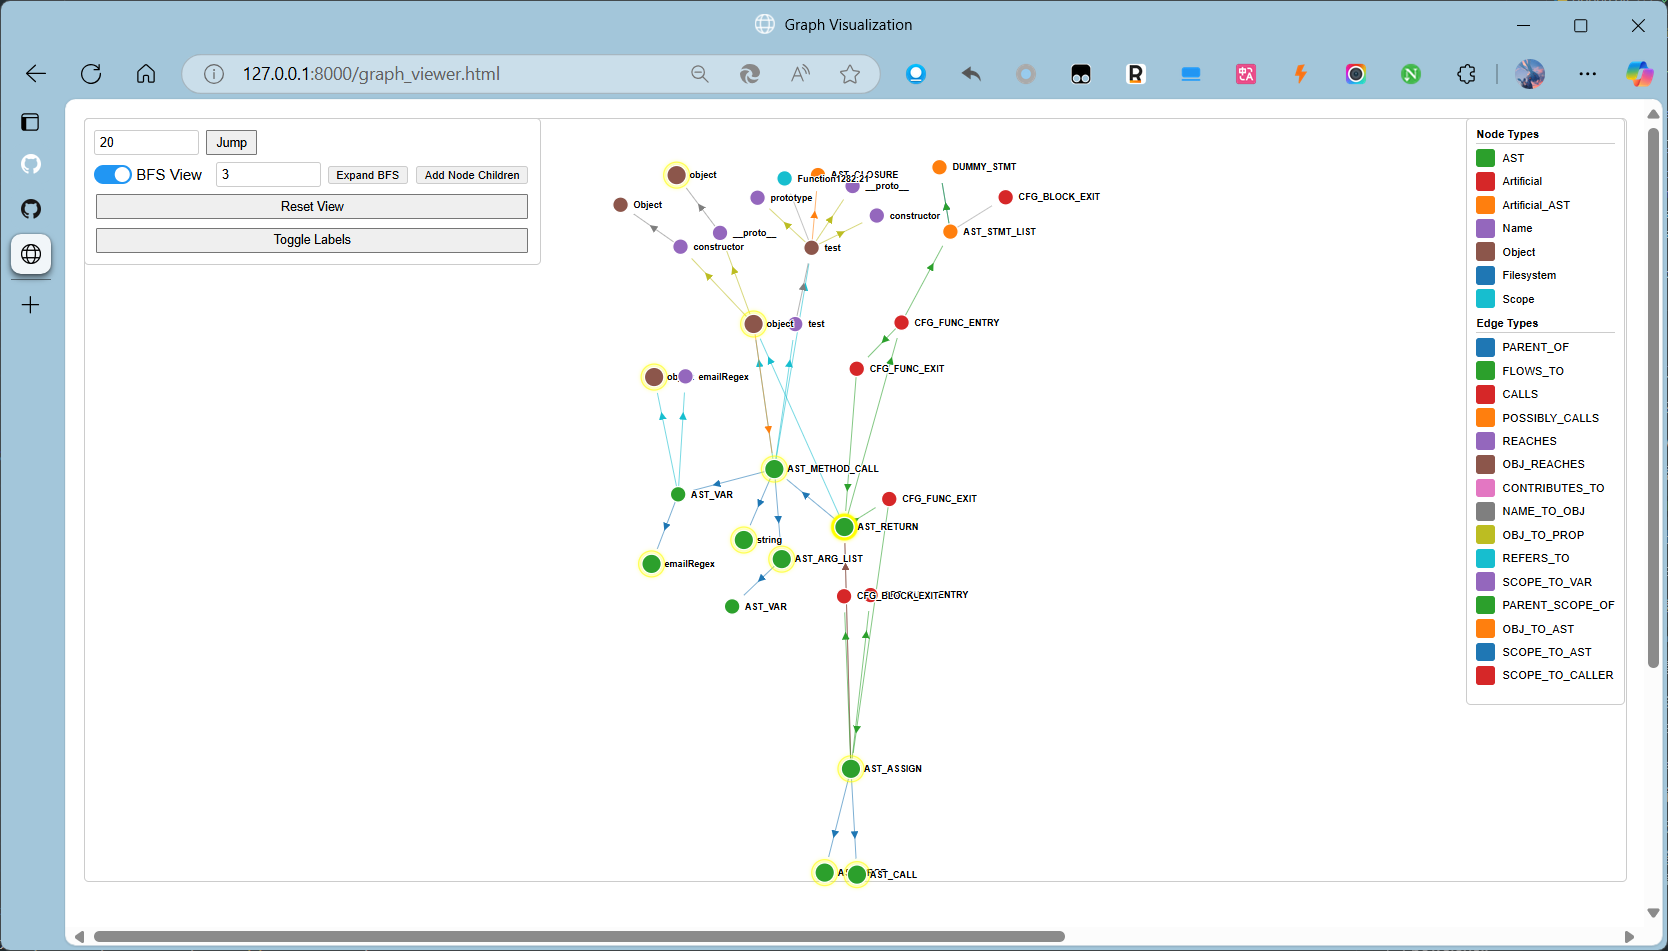 Graph Visualization
127.0.0.1:8000/graph_viewer.html
20
Jump
BFS View
3
Expand BFS
Add Node Children
Reset View
Toggle Labels
object
Function1282:21
AST_CLOSURE
__proto__
DUMMY_STMT
Object
prototype
constructor
CFG_BLOCK_EXIT
__proto__
constructor
test
AST_STMT_LIST
object
test
CFG_FUNC_ENTRY
emailRegex
CFG_FUNC_EXIT
AST_METHOD_CALL
AST_VAR
CFG_FUNC_EXIT
AST_RETURN
string
AST_ARG_LIST
emailRegex
AST_VAR
CFG_BLOCK_EXIT
ENTRY
AST_ASSIGN
AST_CALL
Node Types
AST
Artificial
Artificial_AST
Name
Object
Filesystem
Scope
Edge Types
PARENT_OF
FLOWS_TO
CALLS
POSSIBLY_CALLS
REACHES
OBJ_REACHES
CONTRIBUTES_TO
NAME_TO_OBJ
OBJ_TO_PROP
REFERS_TO
SCOPE_TO_VAR
PARENT_SCOPE_OF
OBJ_TO_AST
SCOPE_TO_AST
SCOPE_TO_CALLER